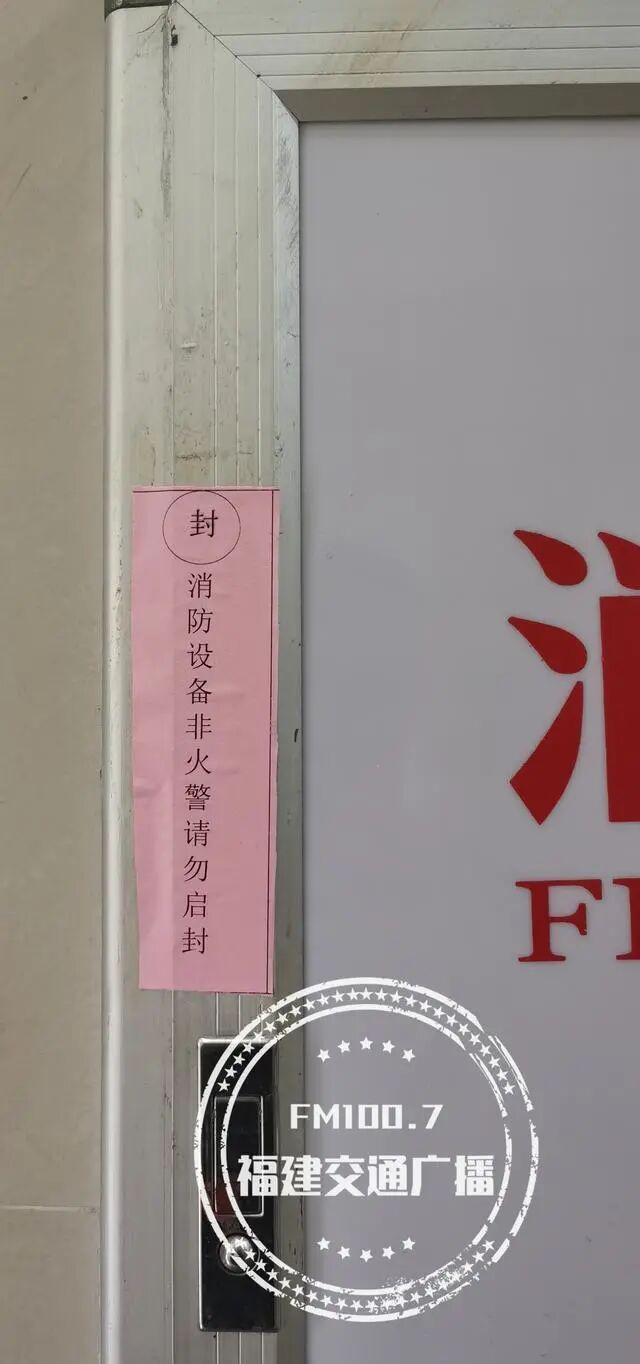 封
消防设备非火警请勿启封
FM100.7
福建交通广播